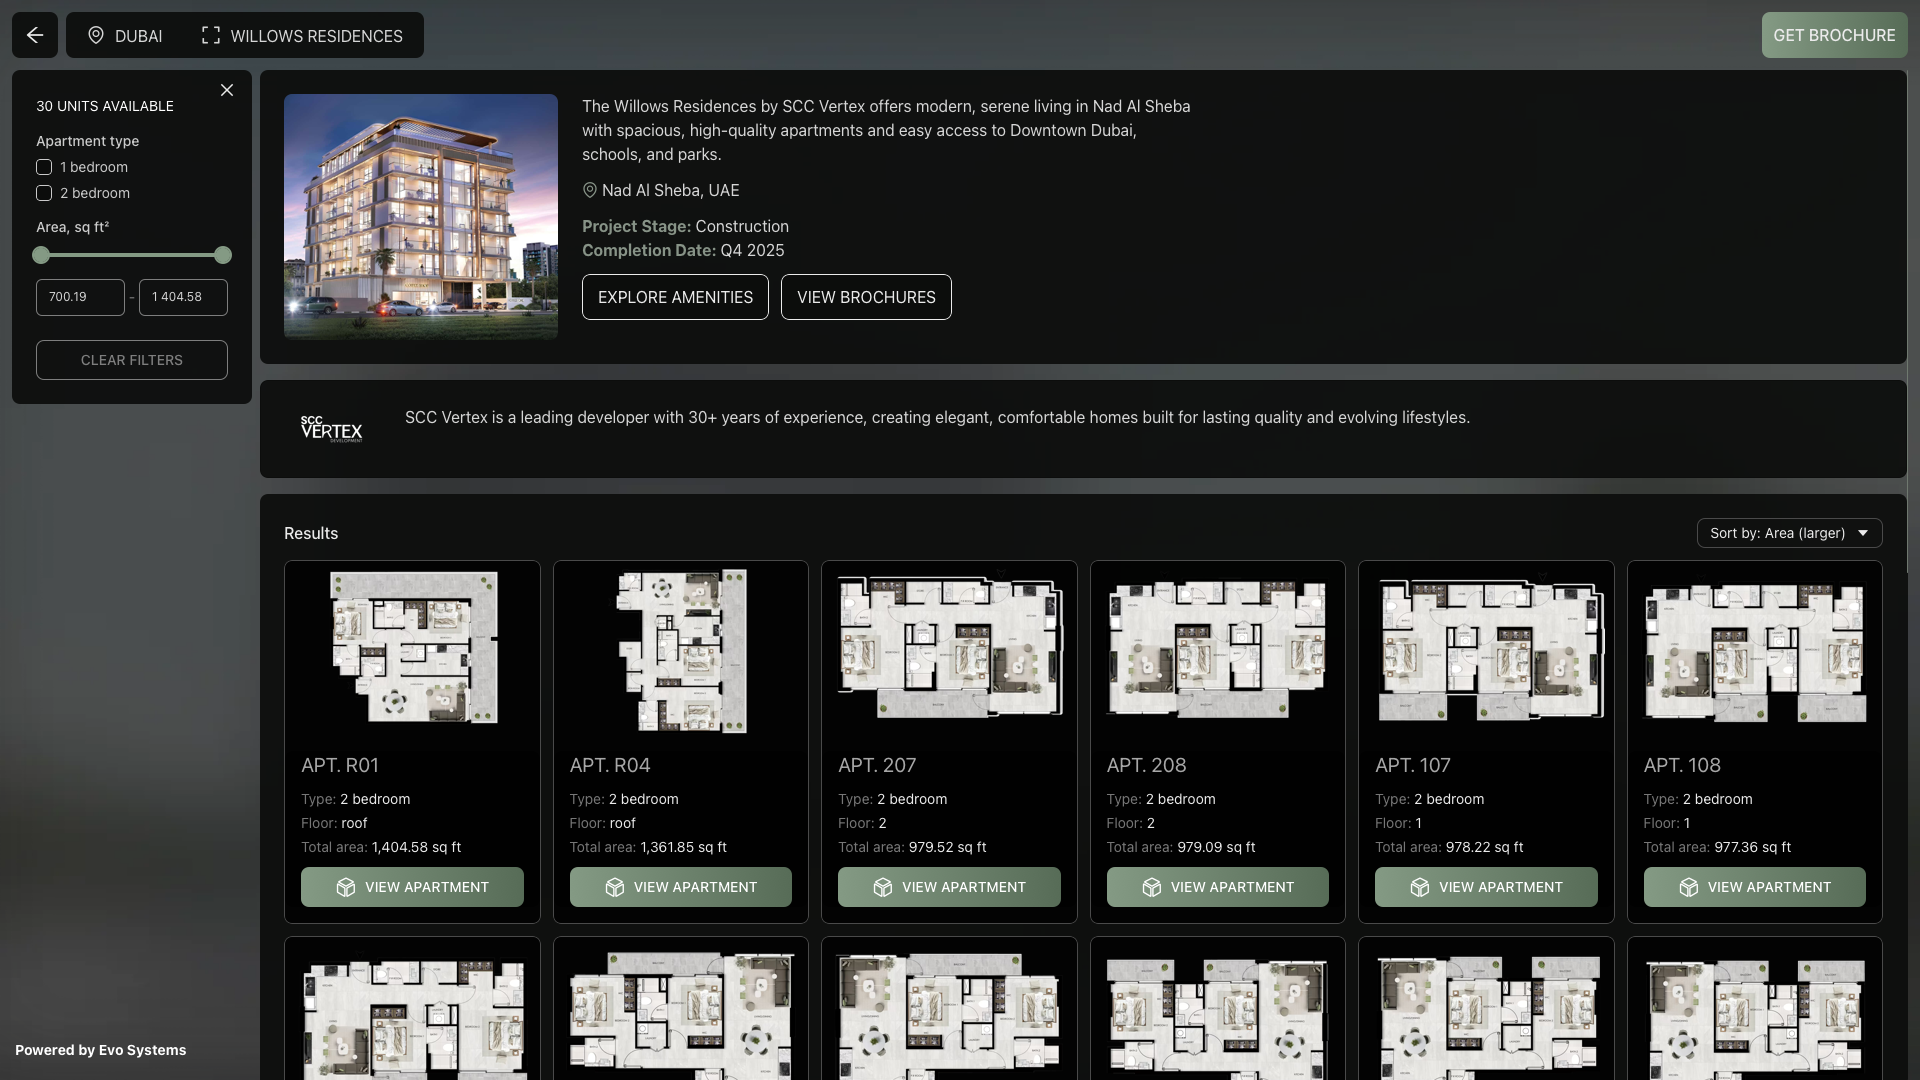 DUBAI
WILLOWS RESIDENCES
GET BROCHURE
30 UNITS AVAILABLE
Apartment type
1 bedroom
2 bedroom
Area, sq ft²
700.19 - 1 404.58
CLEAR FILTERS
The Willows Residences by SCC Vertex offers modern, serene living in Nad Al Sheba
with spacious, high-quality apartments and easy access to Downtown Dubai,
schools, and parks.
Nad Al Sheba, UAE
Project Stage: Construction
Completion Date: Q4 2025
EXPLORE AMENITIES
VIEW BROCHURES
SCC
VERTEX
DEVELOPMENT
SCC Vertex is a leading developer with 30+ years of experience, creating elegant, comfortable homes built for lasting quality and evolving lifestyles.
Results
Sort by: Area (larger)
APT. R01
Type: 2 bedroom
Floor: roof
Total area: 1,404.58 sq ft
VIEW APARTMENT
APT. R04
Type: 2 bedroom
Floor: roof
Total area: 1,361.85 sq ft
VIEW APARTMENT
APT. 207
Type: 2 bedroom
Floor: 2
Total area: 979.52 sq ft
VIEW APARTMENT
APT. 208
Type: 2 bedroom
Floor: 2
Total area: 979.09 sq ft
VIEW APARTMENT
APT. 107
Type: 2 bedroom
Floor: 1
Total area: 978.22 sq ft
VIEW APARTMENT
APT. 108
Type: 2 bedroom
Floor: 1
Total area: 977.36 sq ft
VIEW APARTMENT
Powered by Evo Systems